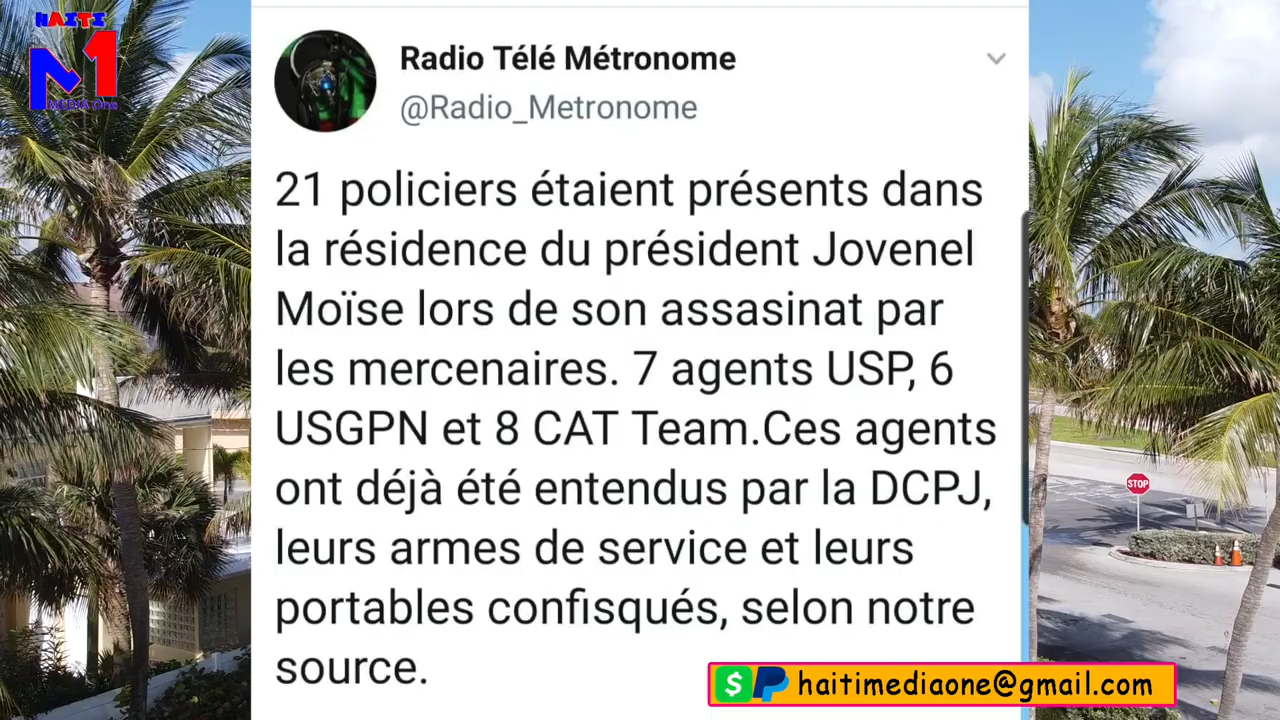 HAITI
M1
MEDIA One
Radio Télé Métronome
@Radio_Metronome
21 policiers étaient présents dans
la résidence du président Jovenel
Moïse lors de son assasinat par
les mercenaires. 7 agents USP, 6
USGPN et 8 CAT Team.Ces agents
ont déjà été entendus par la DCPJ,
leurs armes de service et leurs
portables confisqués, selon notre
source.
STOP
$ P haitimediaone@gmail.com